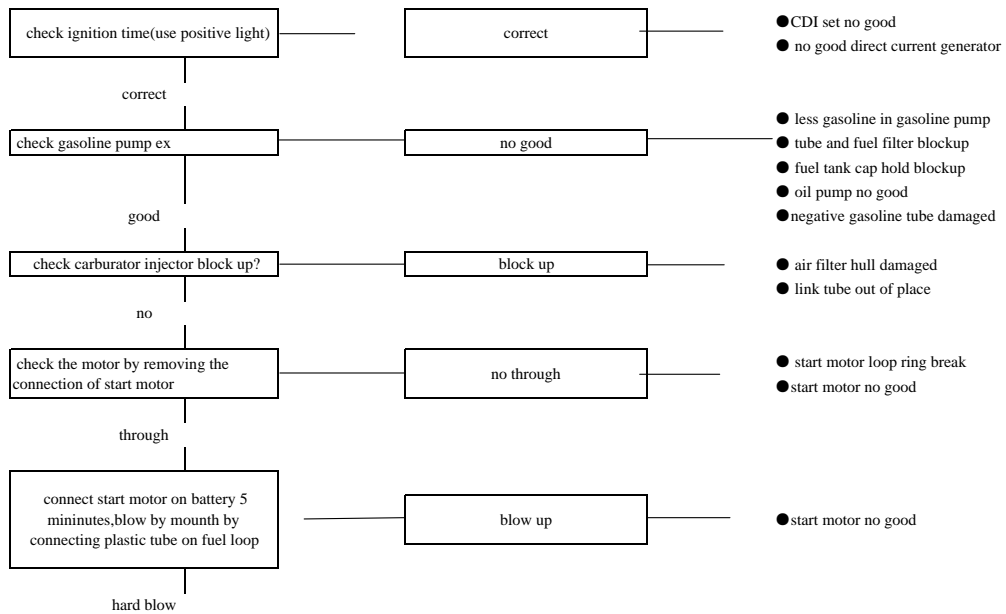 check ignition time(use positive light)
correct
● CDI set no good
● no good direct current generator
correct
check gasoline pump ex
no good
● less gasoline in gasoline pump
● tube and fuel filter blockup
● fuel tank cap hold blockup
● oil pump no good
●negative gasoline tube damaged
good
check carburator injector block up?
block up
● air filter hull damaged
● link tube out of place
no
check the motor by removing the
connection of start motor
no through
● start motor loop ring break
●start motor no good
through
connect start motor on battery 5
mininutes,blow by mounth by
connecting plastic tube on fuel loop
blow up
●start motor no good
hard blow